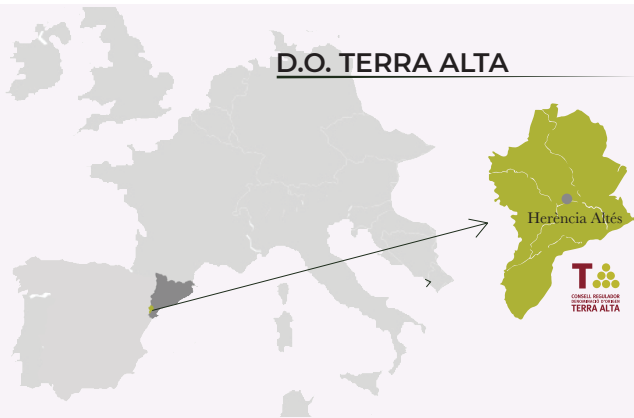 D.O. TERRA ALTA
Herència Altés
T
CONSELL REGULADOR
DENOMINACIÓ D'ORIGEN
TERRA ALTA